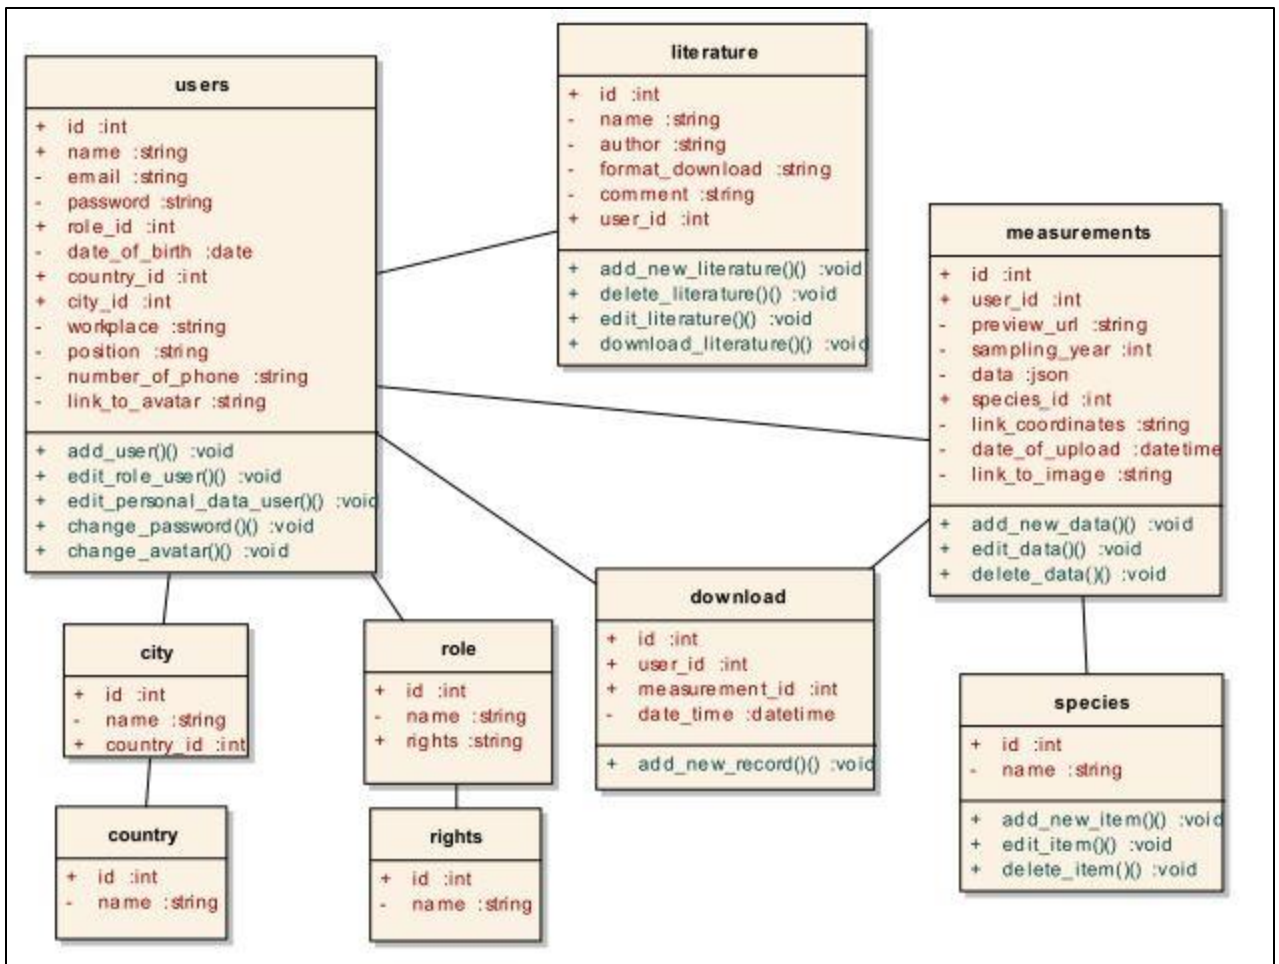 users
+ id :int
+ name :string
- email :string
- password :string
+ role_id :int
- date_of_birth :date
+ country_id :int
+ city_id :int
- workplace :string
- position :string
- number_of_phone :string
- link_to_avatar :string
+ add_user()() :void
+ edit_role_user()() :void
+ edit_personal_data_user()() :void
+ change_password()() :void
+ change_avatar()() :void
literature
+ id :int
- name :string
- author :string
- format_download :string
- comment :string
+ user_id :int
+ add_new_literature()() :void
+ delete_literature()() :void
+ edit_literature()() :void
+ download_literature()() :void
measurements
+ id :int
+ user_id :int
- preview_url :string
- sampling_year :int
- data :json
+ species_id :int
- link_coordinates :string
- date_of_upload :datetime
- link_to_image :string
+ add_new_data()() :void
+ edit_data()() :void
+ delete_data()() :void
city
+ id :int
- name :string
+ country_id :int
role
+ id :int
- name :string
+ rights :string
download
+ id :int
+ user_id :int
+ measurement_id :int
- date_time :datetime
+ add_new_record()() :void
species
+ id :int
- name :string
+ add_new_item()() :void
+ edit_item()() :void
+ delete_item()() :void
country
+ id :int
- name :string
rights
+ id :int
- name :string